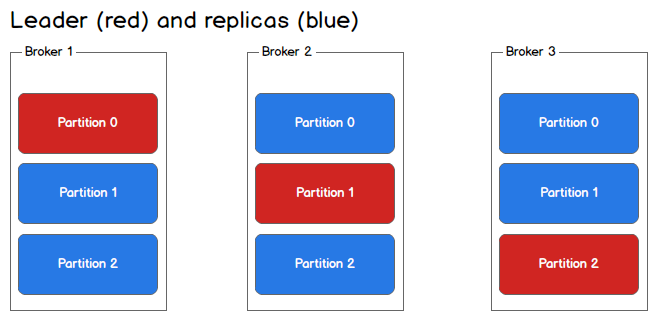 Leader (red) and replicas (blue)
Broker 1
Partition 0
Partition 1
Partition 2
Broker 2
Partition 0
Partition 1
Partition 2
Broker 3
Partition 0
Partition 1
Partition 2